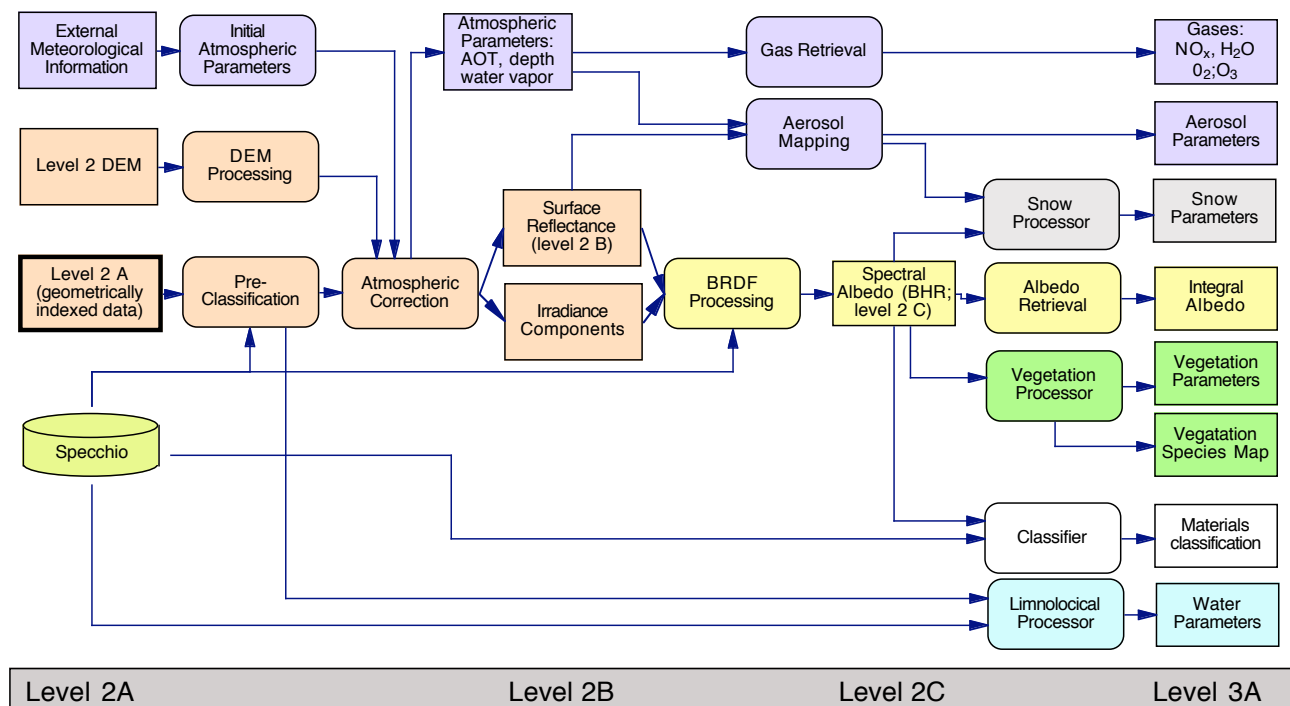 External
Meteorological
Information
Initial
Atmospheric
Parameters
Atmospheric
Parameters:
AOT, depth
water vapor
Gas Retrieval
Gases:
NOₓ, H₂O
0₂;O₃
Level 2 DEM
DEM
Processing
Aerosol
Mapping
Aerosol
Parameters
Surface
Reflectance
(level 2 B)
Snow
Processor
Snow
Parameters
Level 2 A
(geometrically
indexed data)
Pre-
Classification
Atmospheric
Correction
Irradiance
Components
BRDF
Processing
Spectral
Albedo (BHR;
level 2 C)
Albedo
Retrieval
Integral
Albedo
Vegetation
Processor
Vegetation
Parameters
Vegatation
Species Map
Specchio
Classifier
Materials
classification
Limnolocical
Processor
Water
Parameters
Level 2A
Level 2B
Level 2C
Level 3A